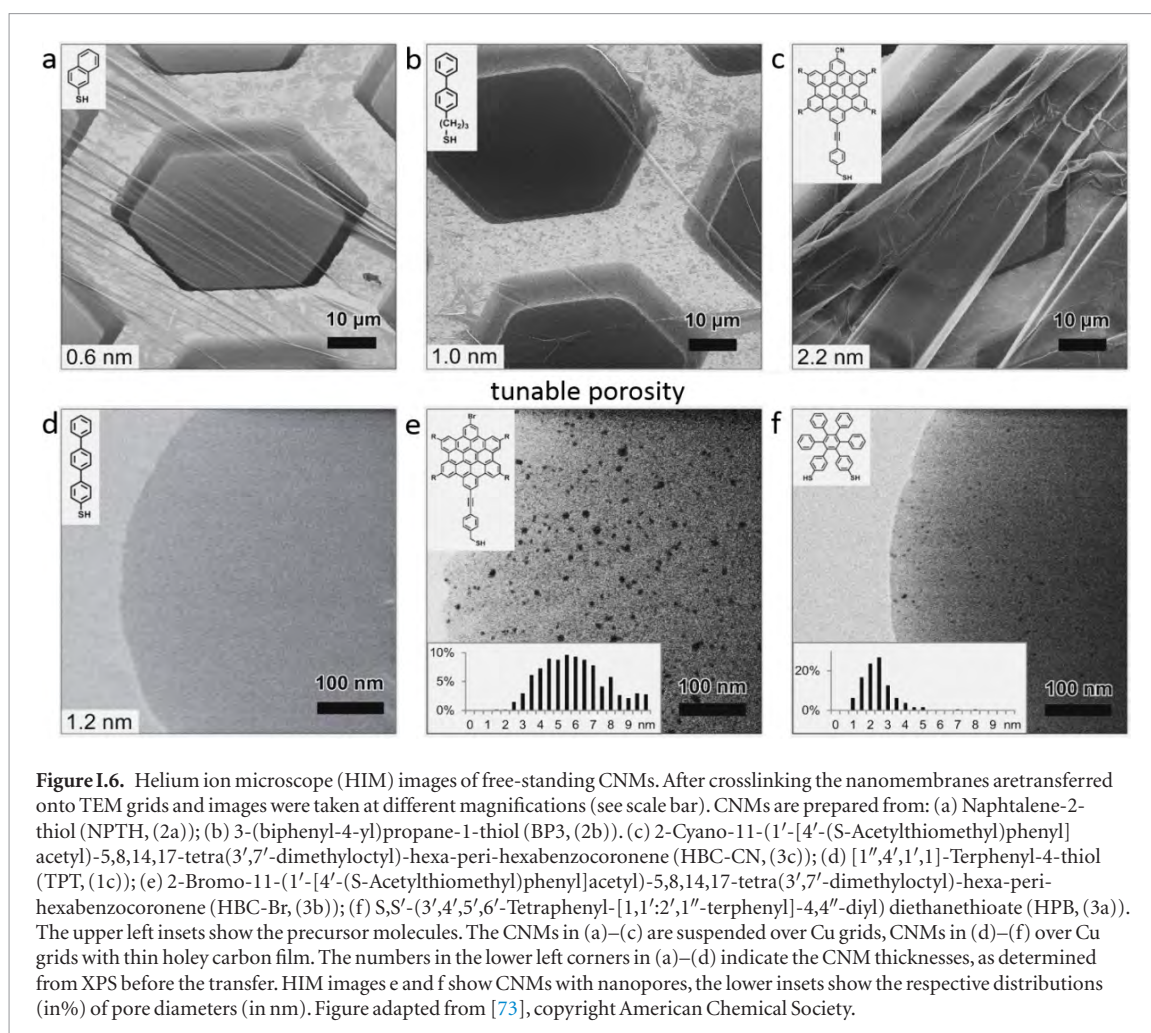 a
SH
10 µm
0.6 nm
b
(CH2)3
SH
10 µm
1.0 nm
c
CN
R R
R R
SH
10 µm
2.2 nm
tunable porosity
d
SH
100 nm
1.2 nm
e
Br
R R
R R
SH
10%
5%
0%
0 1 2 3 4 5 6 7 8 9 nm
100 nm
f
HS SH
20%
0%
0 1 2 3 4 5 6 7 8 9 nm
100 nm
Figure I.6. Helium ion microscope (HIM) images of free-standing CNMs. After crosslinking the nanomembranes aretransferred
onto TEM grids and images were taken at different magnifications (see scale bar). CNMs are prepared from: (a) Naphtalene-2-
thiol (NPTH, (2a)); (b) 3-(biphenyl-4-yl)propane-1-thiol (BP3, (2b)). (c) 2-Cyano-11-(1′-[4′-(S-Acetylthiomethyl)phenyl]
acetyl)-5,8,14,17-tetra(3′,7′-dimethyloctyl)-hexa-peri-hexabenzocoronene (HBC-CN, (3c)); (d) [1″,4′,1′,1]-Terphenyl-4-thiol
(TPT, (1c)); (e) 2-Bromo-11-(1′-[4′-(S-Acetylthiomethyl)phenyl]acetyl)-5,8,14,17-tetra(3′,7′-dimethyloctyl)-hexa-peri-
hexabenzocoronene (HBC-Br, (3b)); (f) S,S′-(3′,4′,5′,6′-Tetraphenyl-[1,1′:2′,1″-terphenyl]-4,4″-diyl) diethanethioate (HPB, (3a)).
The upper left insets show the precursor molecules. The CNMs in (a)–(c) are suspended over Cu grids, CNMs in (d)–(f) over Cu
grids with thin holey carbon film. The numbers in the lower left corners in (a)–(d) indicate the CNM thicknesses, as determined
from XPS before the transfer. HIM images e and f show CNMs with nanopores, the lower insets show the respective distributions
(in%) of pore diameters (in nm). Figure adapted from [73], copyright American Chemical Society.